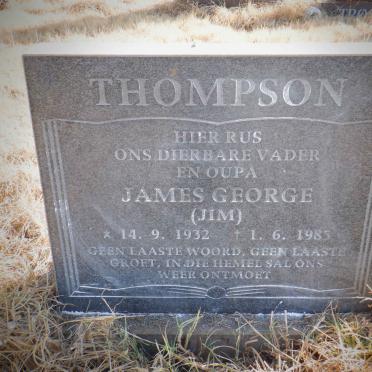 THOMPSON
HIER RUS
ONS DIERBARE VADER
EN OUPA
JAMES GEORGE
(JIM)
* 14. 9. 1932 † 1. 6. 1985
GEEN LAASTE WOORD, GEEN LAASTE
GROET, IN DIE HEMEL SAL ONS
WEER ONTMOET